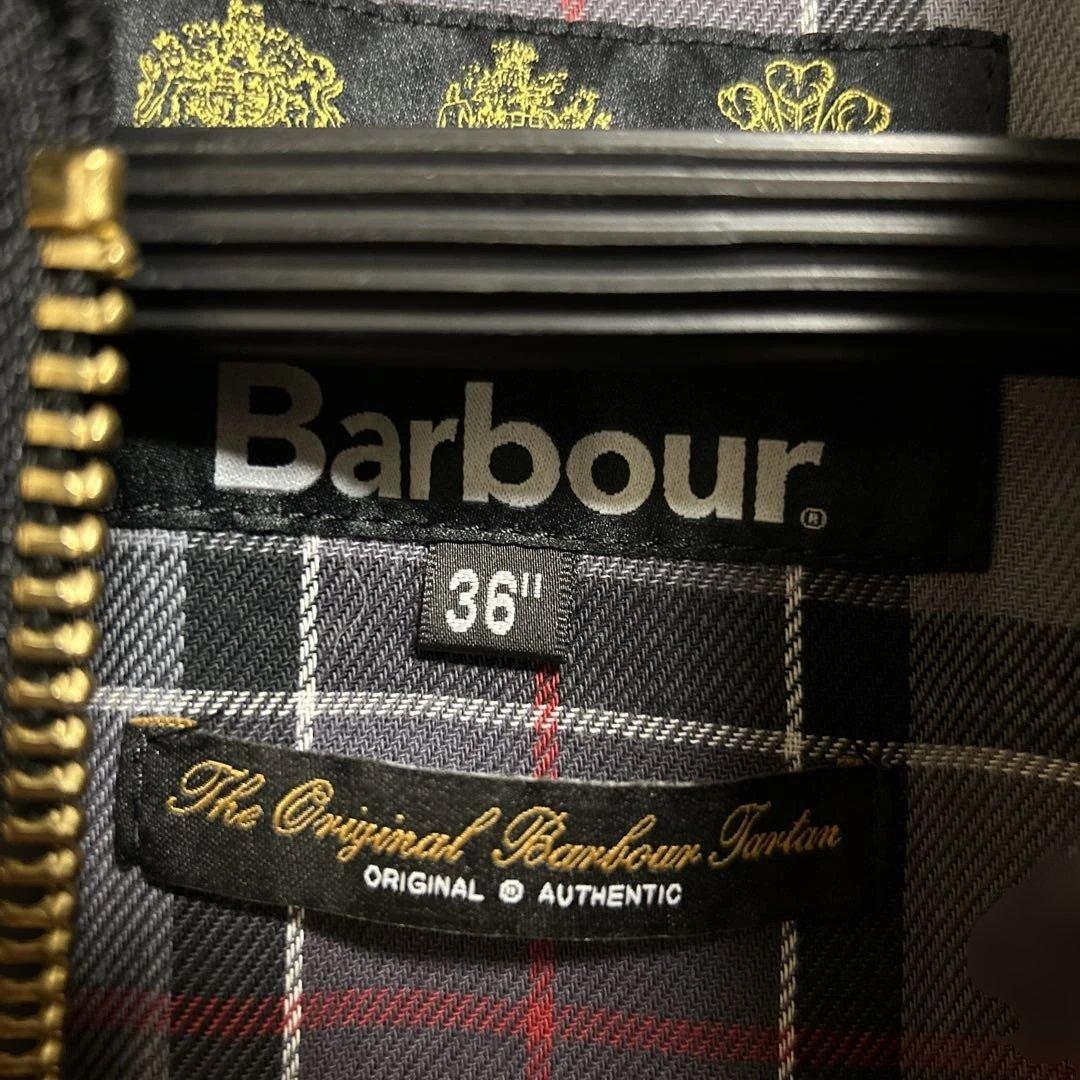 Barbour®
36"
The Original Barbour Tartan
ORIGINAL ® AUTHENTIC